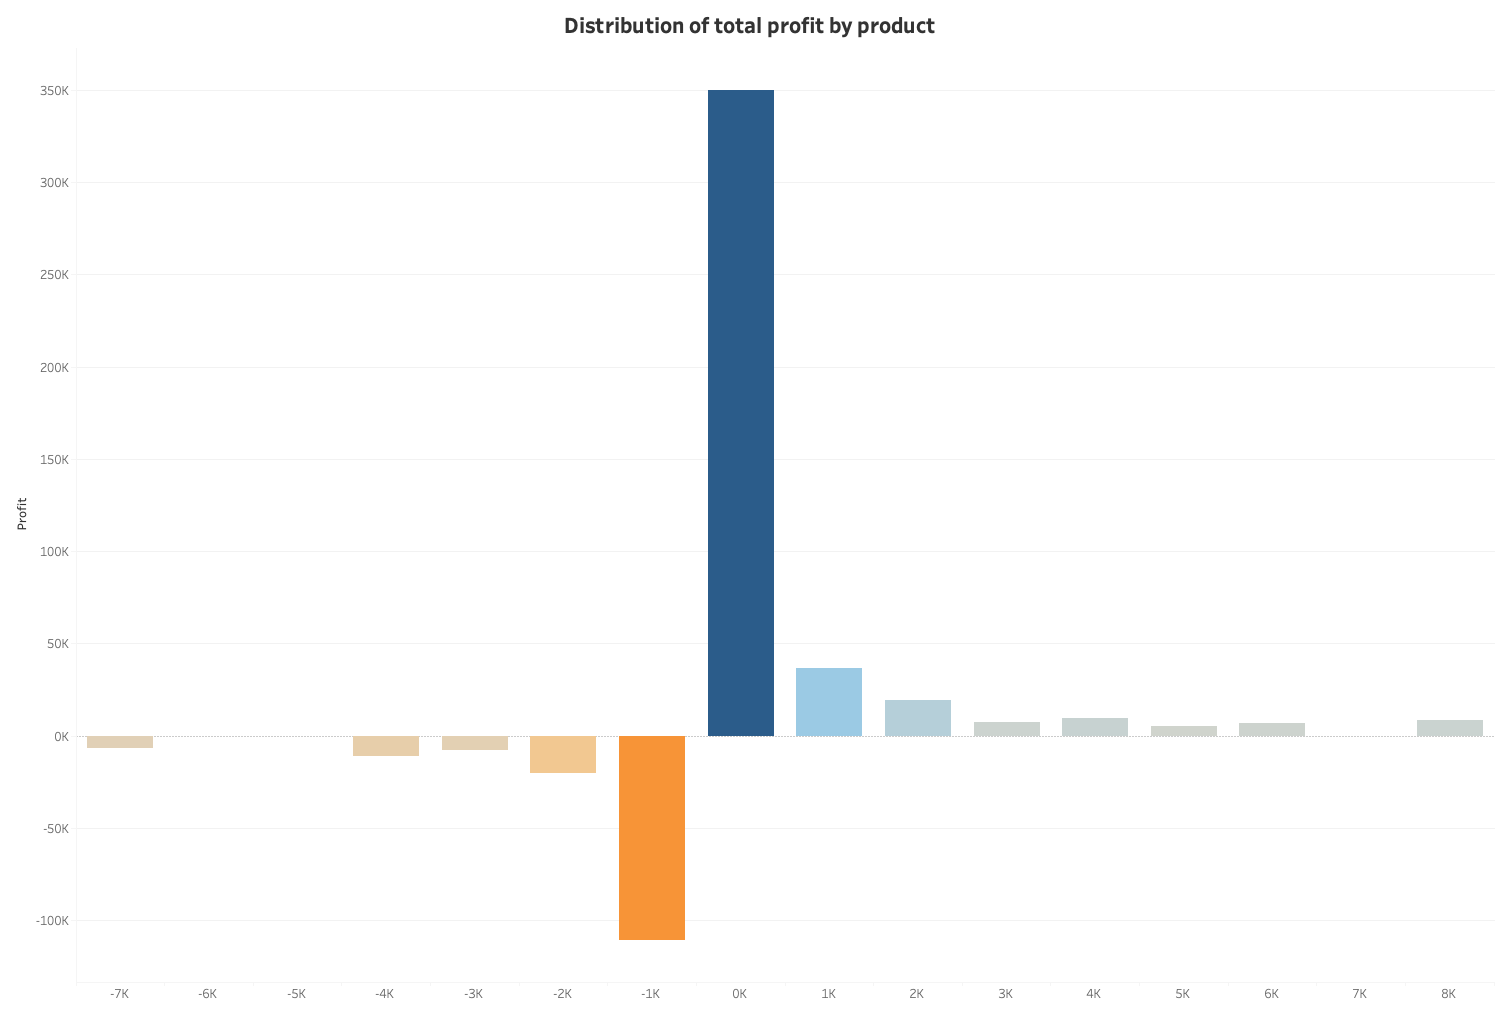 Distribution of total profit by product
350K
300K
250K
200K
150K
100K
50K
0K
-50K
-100K
Profit
-7K -6K -5K -4K -3K -2K -1K 0K 1K 2K 3K 4K 5K 6K 7K 8K